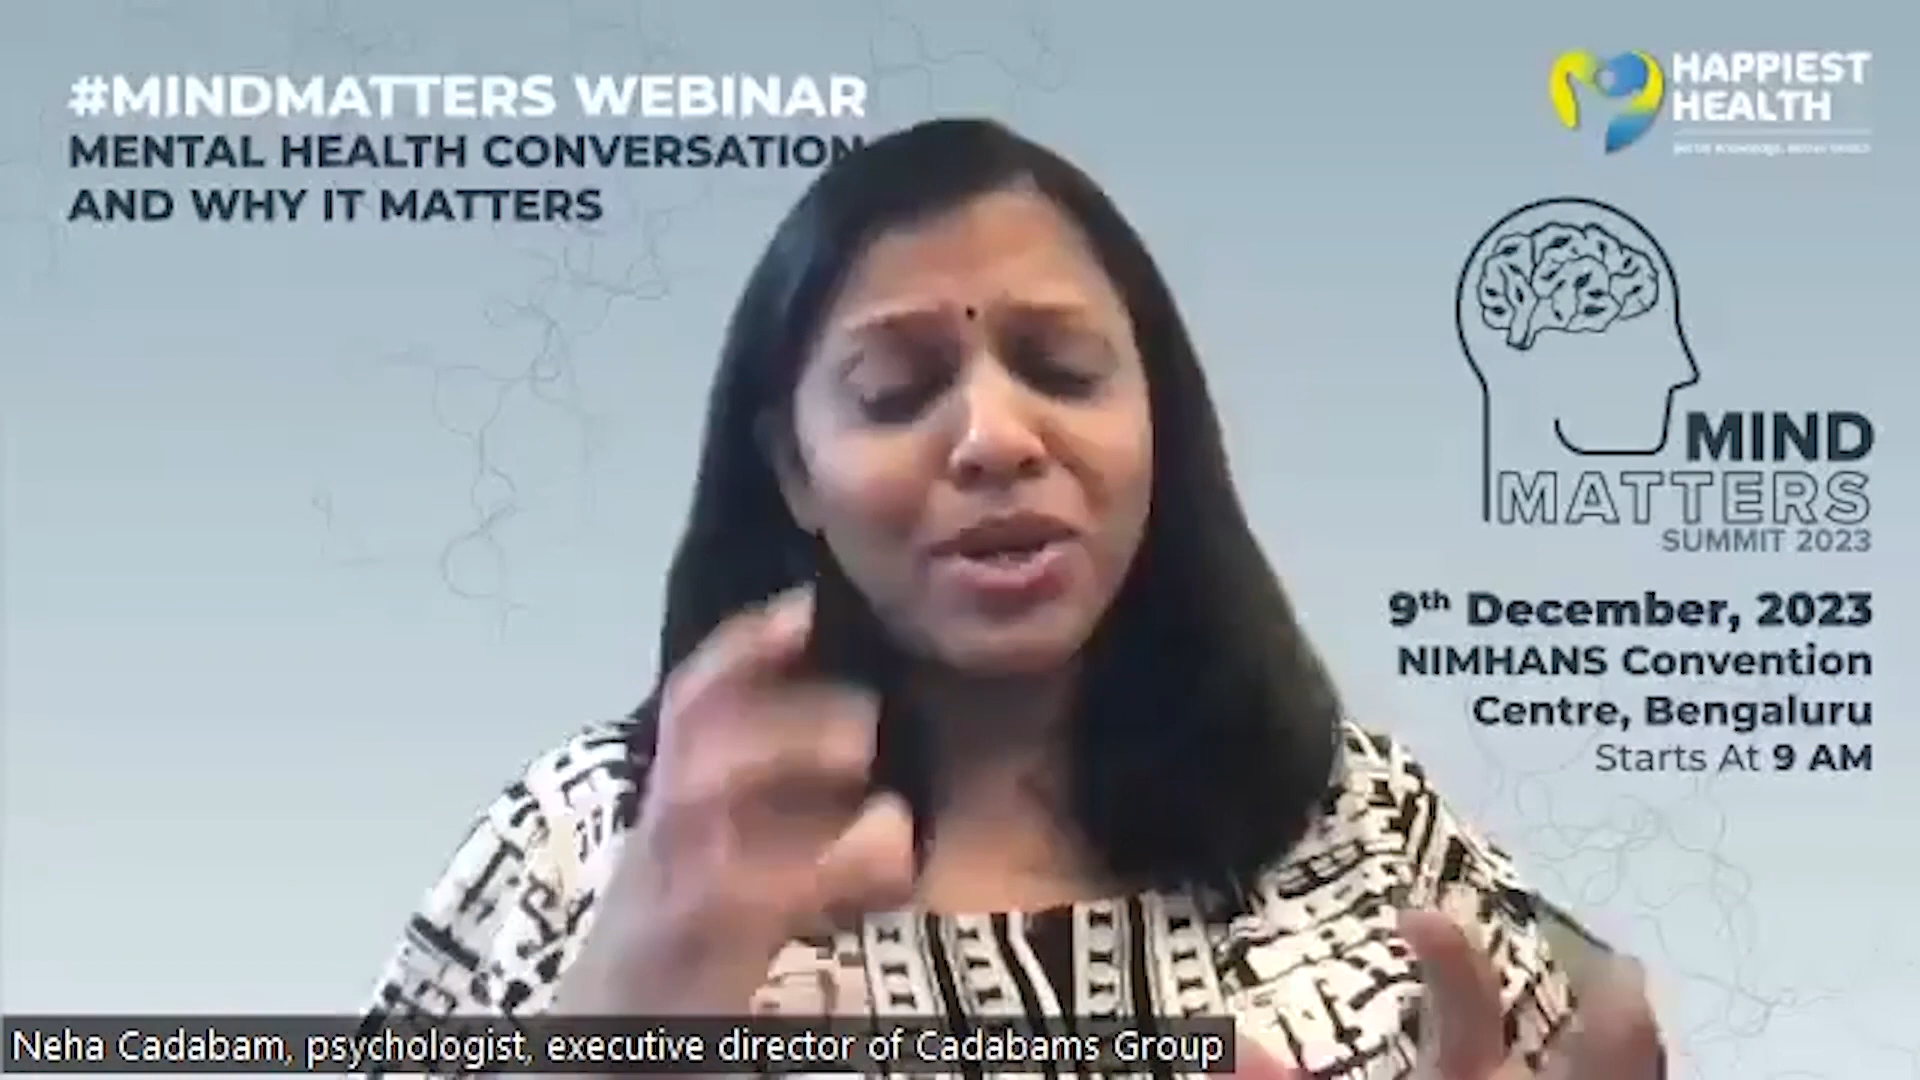 #MINDMATTERS WEBINAR
MENTAL HEALTH CONVERSATION
AND WHY IT MATTERS
HAPPIEST
HEALTH
MIND
MATTERS
SUMMIT 2023
9th December, 2023
NIMHANS Convention
Centre, Bengaluru
Starts At 9 AM
Neha Cadabam, psychologist, executive director of Cadabams Group